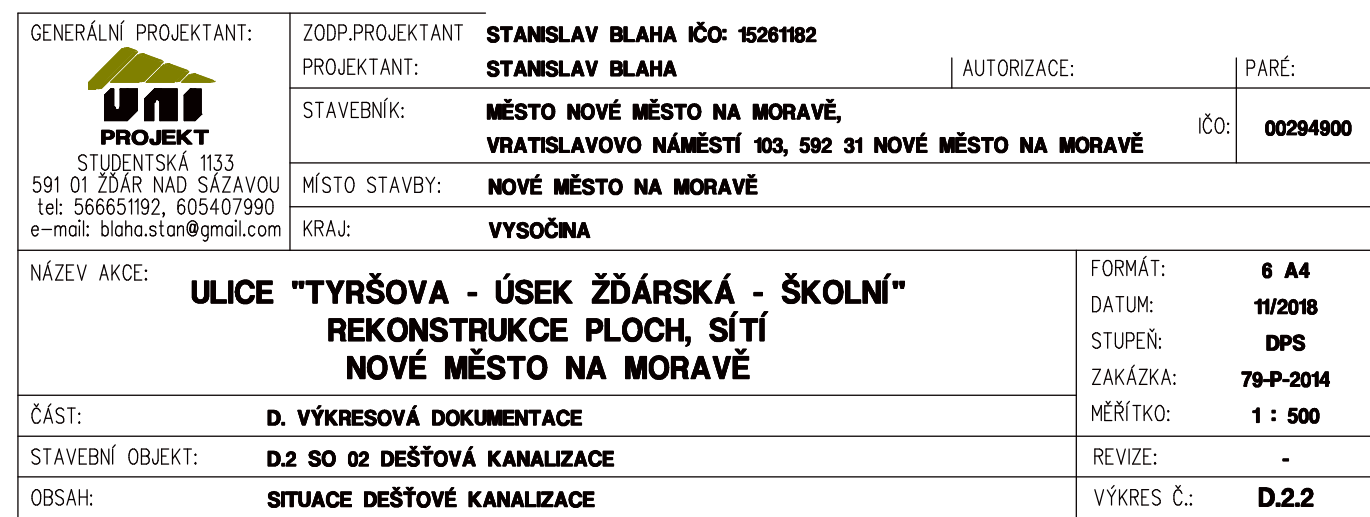 GENERÁLNÍ PROJEKTANT:
UNI
PROJEKT
STUDENTSKÁ 1133
591 01 ŽĎÁR NAD SÁZAVOU
tel: 566651192, 605407990
e-mail: blaha.stan@gmail.com
ZODP.PROJEKTANT STANISLAV BLAHA IČO: 15261182
PROJEKTANT: STANISLAV BLAHA AUTORIZACE: PARÉ:
STAVEBNÍK: MĚSTO NOVÉ MĚSTO NA MORAVĚ,
VRATISLAVOVO NÁMĚSTÍ 103, 592 31 NOVÉ MĚSTO NA MORAVĚ
IČO: 00294900
MÍSTO STAVBY: NOVÉ MĚSTO NA MORAVĚ
KRAJ: VYSOČINA
NÁZEV AKCE:
ULICE "TYRŠOVA - ÚSEK ŽĎÁRSKÁ - ŠKOLNÍ"
REKONSTRUKCE PLOCH, SÍTÍ
NOVÉ MĚSTO NA MORAVĚ
FORMÁT: 6 A4
DATUM: 11/2018
STUPEŇ: DPS
ZAKÁZKA: 79-P-2014
MĚŘÍTKO: 1 : 500
ČÁST: D. VÝKRESOVÁ DOKUMENTACE
STAVEBNÍ OBJEKT: D.2 SO 02 DEŠŤOVÁ KANALIZACE
REVIZE: -
OBSAH: SITUACE DEŠŤOVÉ KANALIZACE
VÝKRES Č.: D.2.2